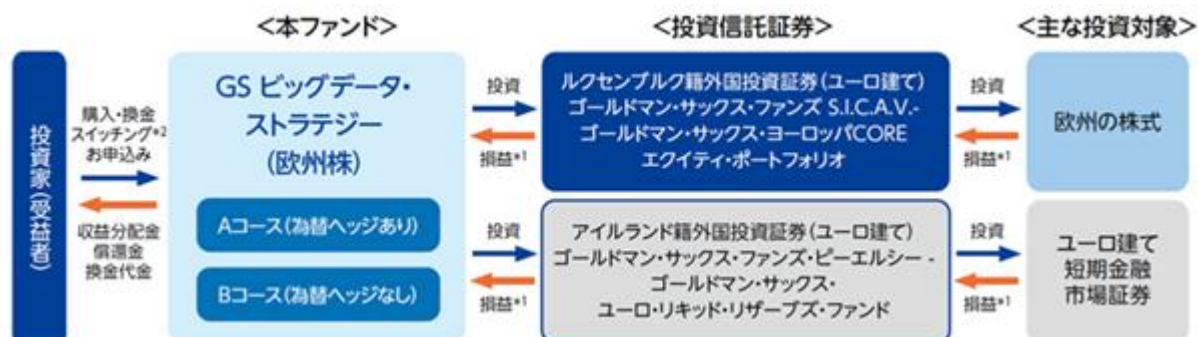 <本ファンド>
<投資信託証券>
<主な投資対象>
投資家(受益者)
購入・換金
スイッチング*2
お申込み
収益分配金
償還金
換金代金
GS ビッグデータ・
ストラテジー
(欧州株)
Aコース(為替ヘッジあり)
Bコース(為替ヘッジなし)
投資
損益*1
投資
損益*1
ルクセンブルク籍外国投資証券(ユーロ建て)
ゴールドマン・サックス・ファンズ S.I.C.A.V.-
ゴールドマン・サックス・ヨーロッパCORE
エクイティ・ポートフォリオ
アイルランド籍外国投資証券(ユーロ建て)
ゴールドマン・サックス・ファンズ・ピーエルシー -
ゴールドマン・サックス・
ユーロ・リキッド・リザーブズ・ファンド
投資
損益*1
投資
損益*1
欧州の株式
ユーロ建て
短期金融
市場証券